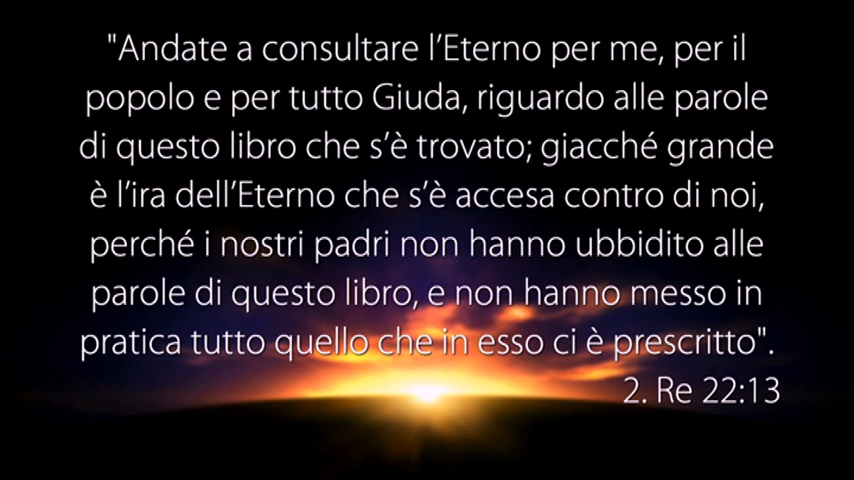 "Andate a consultare l’Eterno per me, per il
popolo e per tutto Giuda, riguardo alle parole
di questo libro che s’è trovato; giacché grande
è l’ira dell’Eterno che s’è accesa contro di noi,
perché i nostri padri non hanno ubbidito alle
parole di questo libro, e non hanno messo in
pratica tutto quello che in esso ci è prescritto".
2. Re 22:13